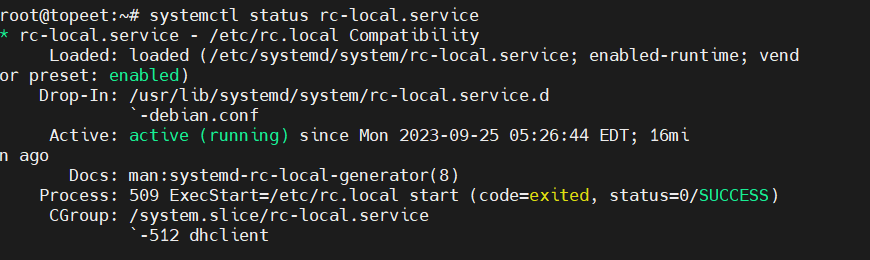 root@topeet:~# systemctl status rc-local.service
* rc-local.service - /etc/rc.local Compatibility
     Loaded: loaded (/etc/systemd/system/rc-local.service; enabled-runtime; vend
or preset: enabled)
    Drop-In: /usr/lib/systemd/system/rc-local.service.d
             `-debian.conf
     Active: active (running) since Mon 2023-09-25 05:26:44 EDT; 16mi
n ago
       Docs: man:systemd-rc-local-generator(8)
    Process: 509 ExecStart=/etc/rc.local start (code=exited, status=0/SUCCESS)
     CGroup: /system.slice/rc-local.service
             `-512 dhclient